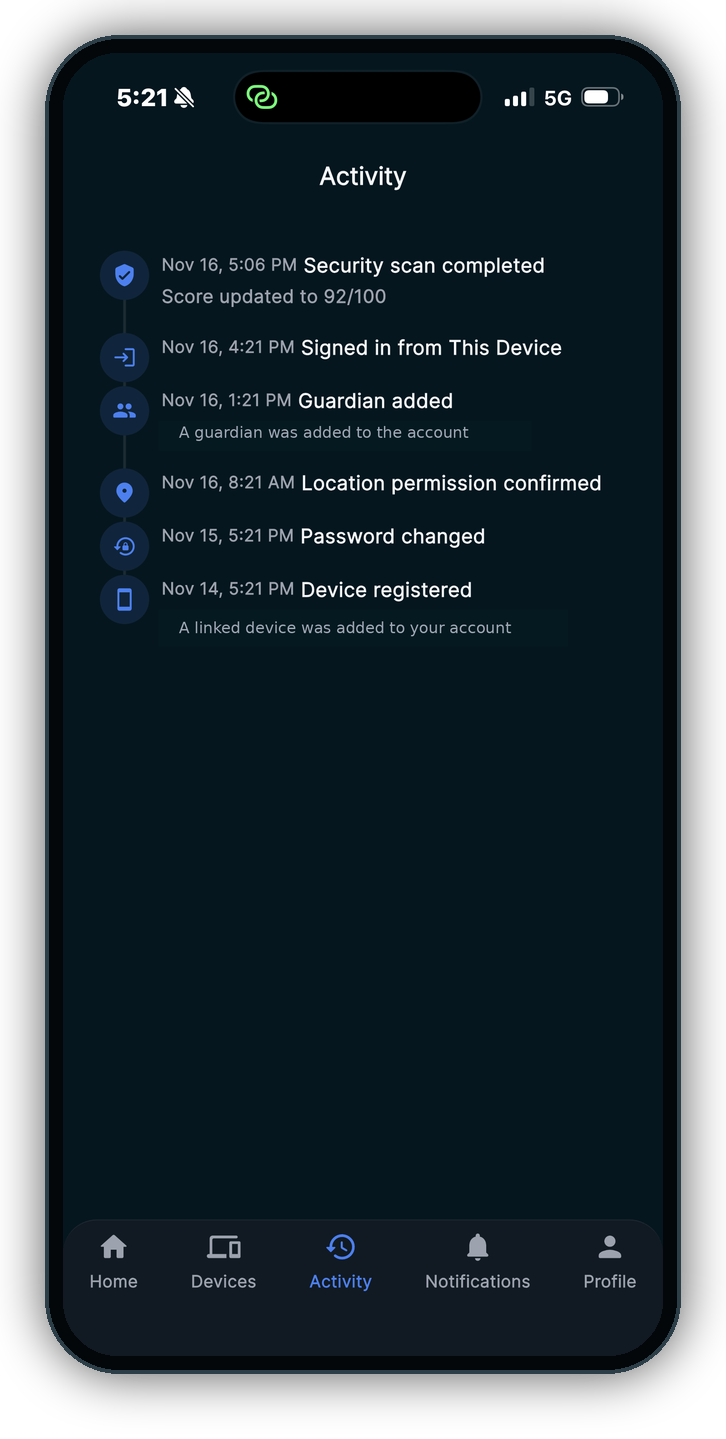 5:21
5G
Activity
Nov 16, 5:06 PM Security scan completed
Score updated to 92/100
Nov 16, 4:21 PM Signed in from This Device
Nov 16, 1:21 PM Guardian added
A guardian was added to the account
Nov 16, 8:21 AM Location permission confirmed
Nov 15, 5:21 PM Password changed
Nov 14, 5:21 PM Device registered
A linked device was added to your account
Home Devices Activity Notifications Profile